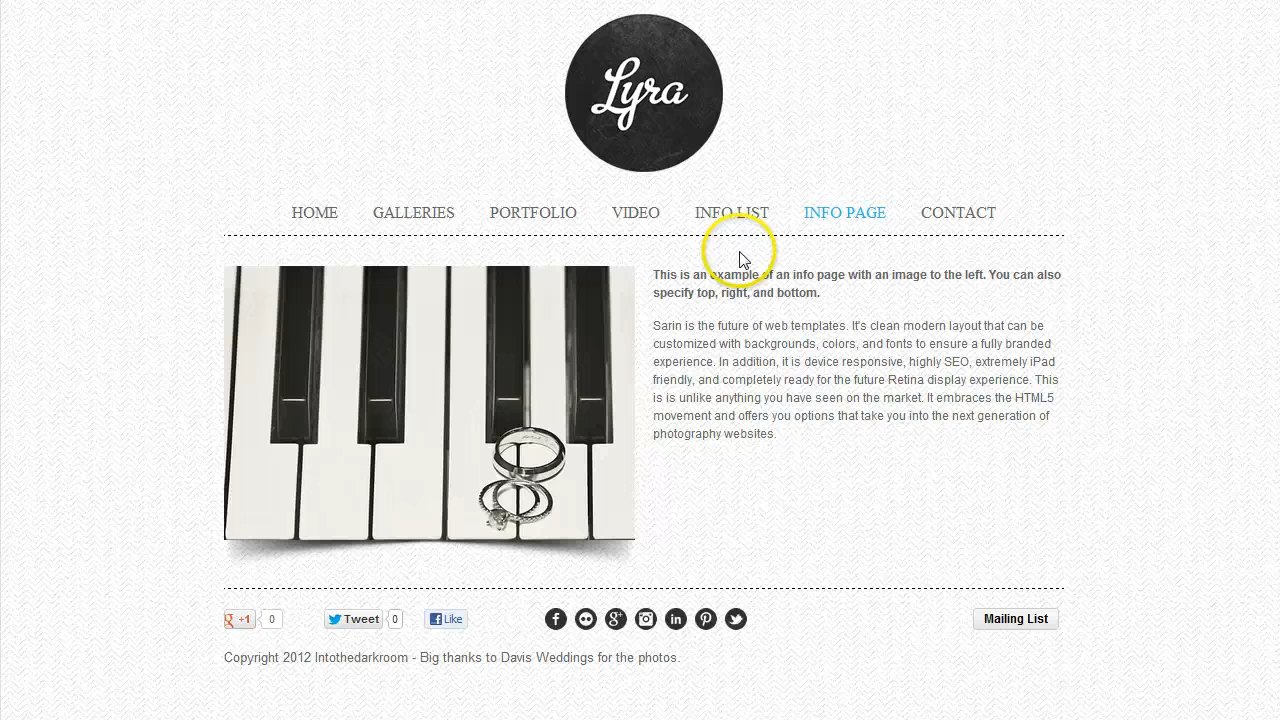 Lyra
HOME GALLERIES PORTFOLIO VIDEO INFO LIST INFO PAGE CONTACT
This is an example of an info page with an image to the left. You can also
specify top, right, and bottom.
Sarin is the future of web templates. It's clean modern layout that can be
customized with backgrounds, colors, and fonts to ensure a fully branded
experience. In addition, it is device responsive, highly SEO, extremely iPad
friendly, and completely ready for the future Retina display experience. This
is is unlike anything you have seen on the market. It embraces the HTML5
movement and offers you options that take you into the next generation of
photography websites.
g +1 0 Tweet 0 Like Mailing List
Copyright 2012 Intothedarkroom - Big thanks to Davis Weddings for the photos.